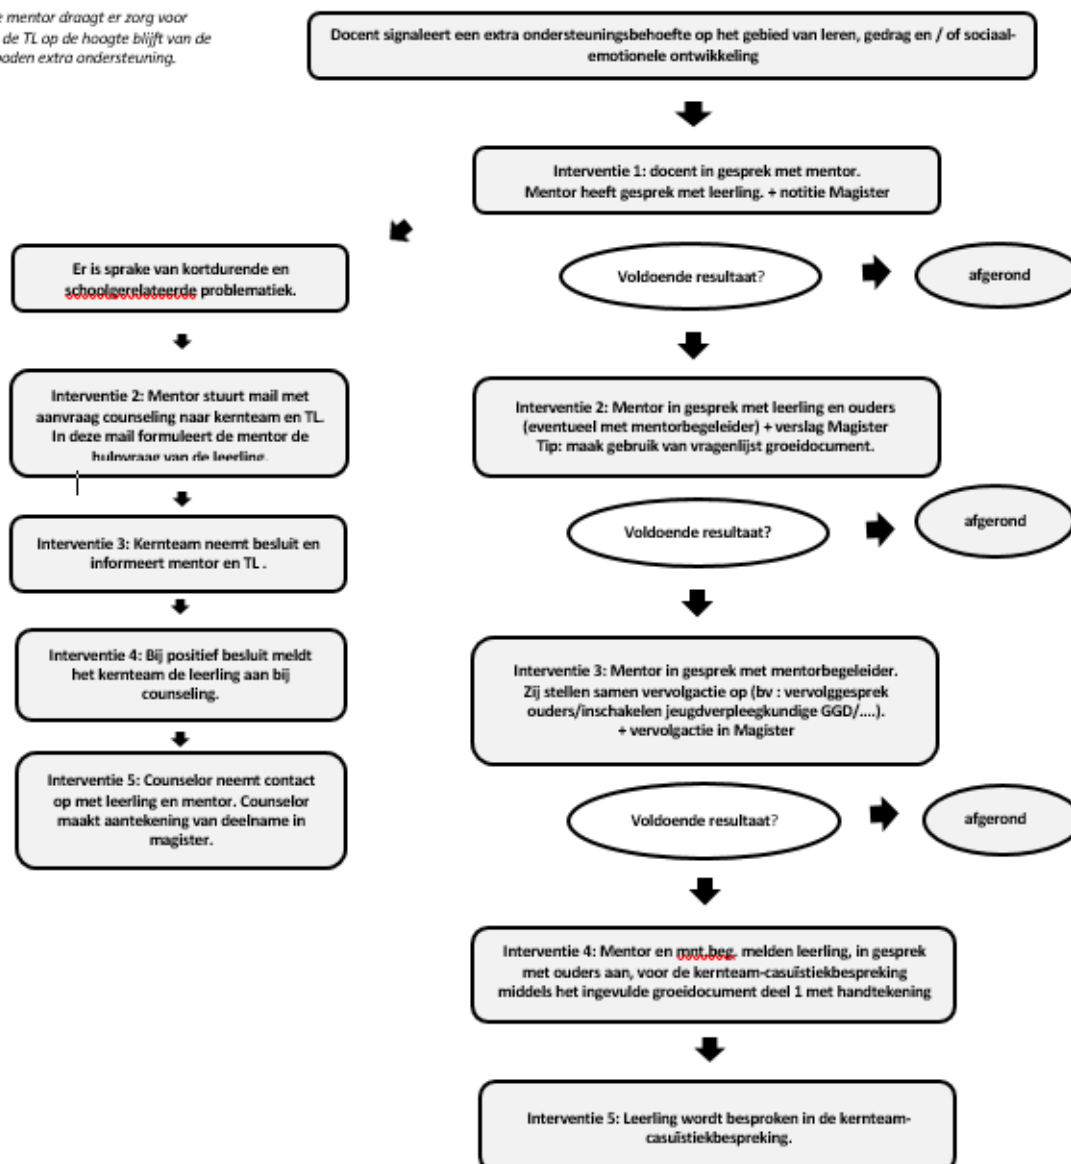 mentor draagt er zorg voor
de TL op de hoogte blijft van de
extra ondersteuning.
Docent signaleert een extra ondersteuningsbehoefte op het gebied van leren, gedrag en / of sociaal-
emotionele ontwikkeling
Interventie 1: docent in gesprek met mentor.
Mentor heeft gesprek met leerling. + notitie Magister
Er is sprake van kortdurende en
schoolgerelateerde problematiek.
Voldoende resultaat?
afgerond
Interventie 2: Mentor stuurt mail met
aanvraag counseling naar kernteam en TL.
In deze mail formuleert de mentor de
hulpvraag van de leerling.
Interventie 2: Mentor in gesprek met leerling en ouders
(eventueel met mentorbegeleider) + verslag Magister
Tip: maak gebruik van vragenlijst groeidocument.
Voldoende resultaat?
afgerond
Interventie 3: Kernteam neemt besluit en
informeert mentor en TL .
Interventie 4: Bij positief besluit meldt
het kernteam de leerling aan bij
counseling.
Interventie 3: Mentor in gesprek met mentorbegeleider.
Zij stellen samen vervolgactie op (bv : vervolggesprek
ouders/inschakelen jeugdverpleegkundige GGD/....).
+ vervolgactie in Magister
Interventie 5: Counselor neemt contact
op met leerling en mentor. Counselor
maakt aantekening van deelname in
magister.
Voldoende resultaat?
afgerond
Interventie 4: Mentor en mnt.beg. melden leerling, in gesprek
met ouders aan, voor de kernteam-casuïstiekbespreking
middels het ingevulde groeidocument deel 1 met handtekening
Interventie 5: Leerling wordt besproken in de kernteam-
casuïstiekbespreking.